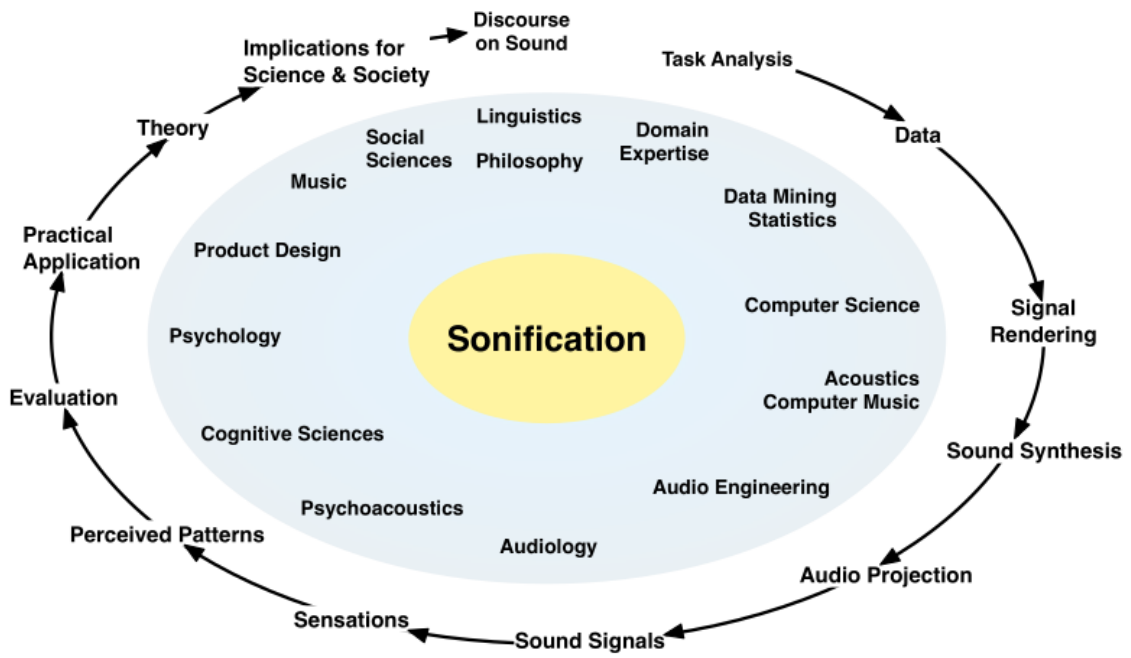 Discourse
on Sound
Implications for
Science & Society
Task Analysis
Theory
Data
Linguistics
Philosophy
Social
Sciences
Domain
Expertise
Music
Data Mining
Statistics
Practical
Application
Product Design
Computer Science
Signal
Rendering
Psychology
Sonification
Acoustics
Computer Music
Evaluation
Cognitive Sciences
Sound Synthesis
Audio Engineering
Psychoacoustics
Perceived Patterns
Audiology
Audio Projection
Sensations
Sound Signals